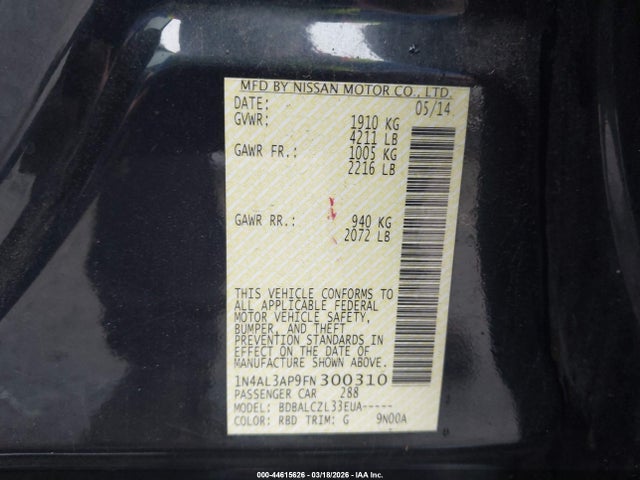 MFD BY NISSAN MOTOR CO., LTD.
DATE: 05/14
GVWR: 1910 KG
4211 LB
GAWR FR.: 1005 KG
2216 LB
GAWR RR.: 940 KG
2072 LB
THIS VEHICLE CONFORMS TO
ALL APPLICABLE FEDERAL
MOTOR VEHICLE SAFETY,
BUMPER, AND THEFT
PREVENTION STANDARDS IN
EFFECT ON THE DATE OF
MANUFACTURE SHOWN ABOVE.
1N4AL3AP9FN300310
PASSENGER CAR 288
MODEL: BDBALCZL33EUA-----
COLOR: RBD TRIM: G 9N00A
000-44615626 | 03/18/2026 - IAA Inc.